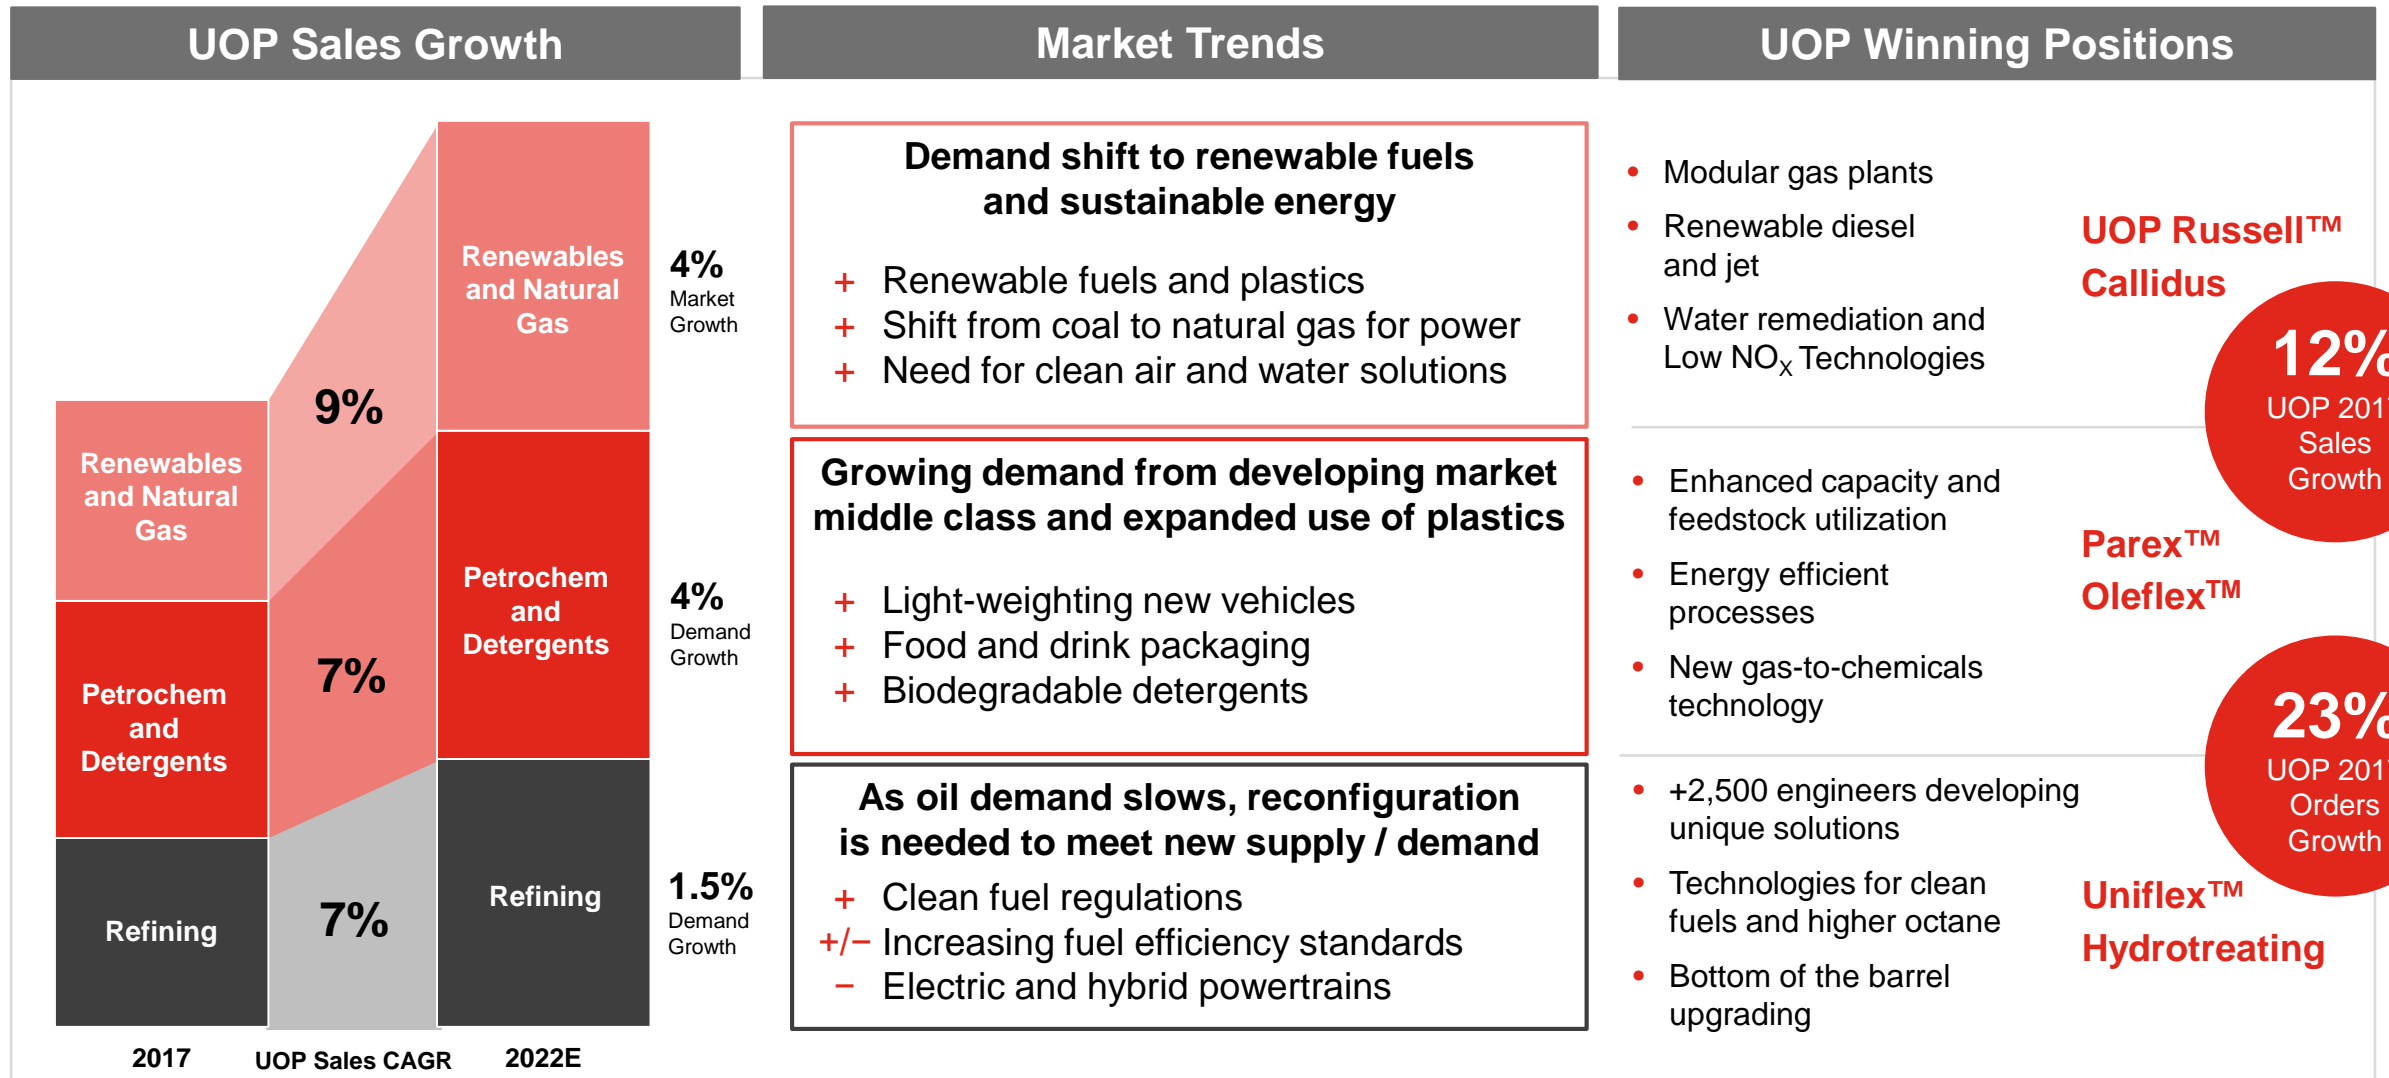 UOP Sales Growth
Renewables
and Natural
Gas
Petrochem
and
Detergents
Refining
9%
7%
7%
Renewables
and Natural
Gas
Petrochem
and
Detergents
Refining
4%
Market
Growth
4%
Demand
Growth
1.5%
Demand
Growth
2017
UOP Sales CAGR
2022E
Market Trends
Demand shift to renewable fuels
and sustainable energy
+ Renewable fuels and plastics
+ Shift from coal to natural gas for power
+ Need for clean air and water solutions
Growing demand from developing market
middle class and expanded use of plastics
+ Light-weighting new vehicles
+ Food and drink packaging
+ Biodegradable detergents
As oil demand slows, reconfiguration
is needed to meet new supply / demand
+ Clean fuel regulations
+/− Increasing fuel efficiency standards
− Electric and hybrid powertrains
UOP Winning Positions
• Modular gas plants
• Renewable diesel
and jet
• Water remediation and
Low NOX Technologies
UOP Russell™
Callidus
12%
UOP 201
Sales
Growth
• Enhanced capacity and
feedstock utilization
• Energy efficient
processes
• New gas-to-chemicals
technology
Parex™
Oleflex™
23%
UOP 201
Orders
Growth
• +2,500 engineers developing
unique solutions
• Technologies for clean
fuels and higher octane
• Bottom of the barrel
upgrading
Uniflex™
Hydrotreating